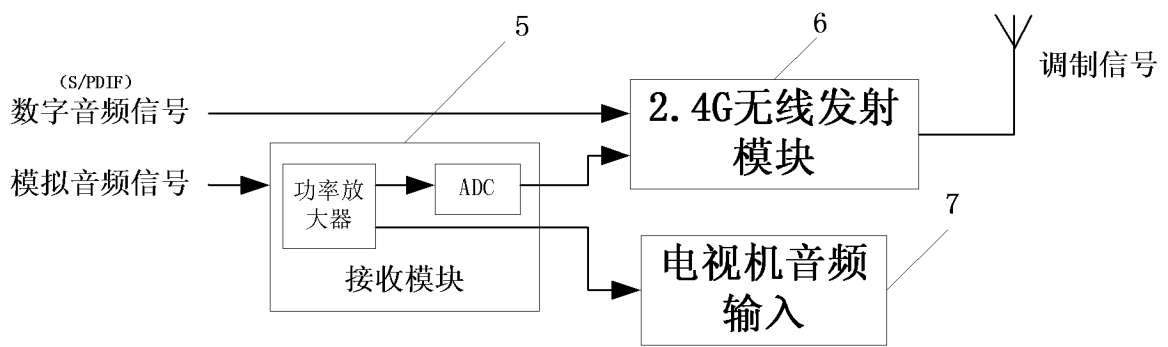 5
6
(S/PDIF)
数字音频信号
2.4G无线发射
模块
调制信号
模拟音频信号
功率放
大器
ADC
接收模块
7
电视机音频
输入